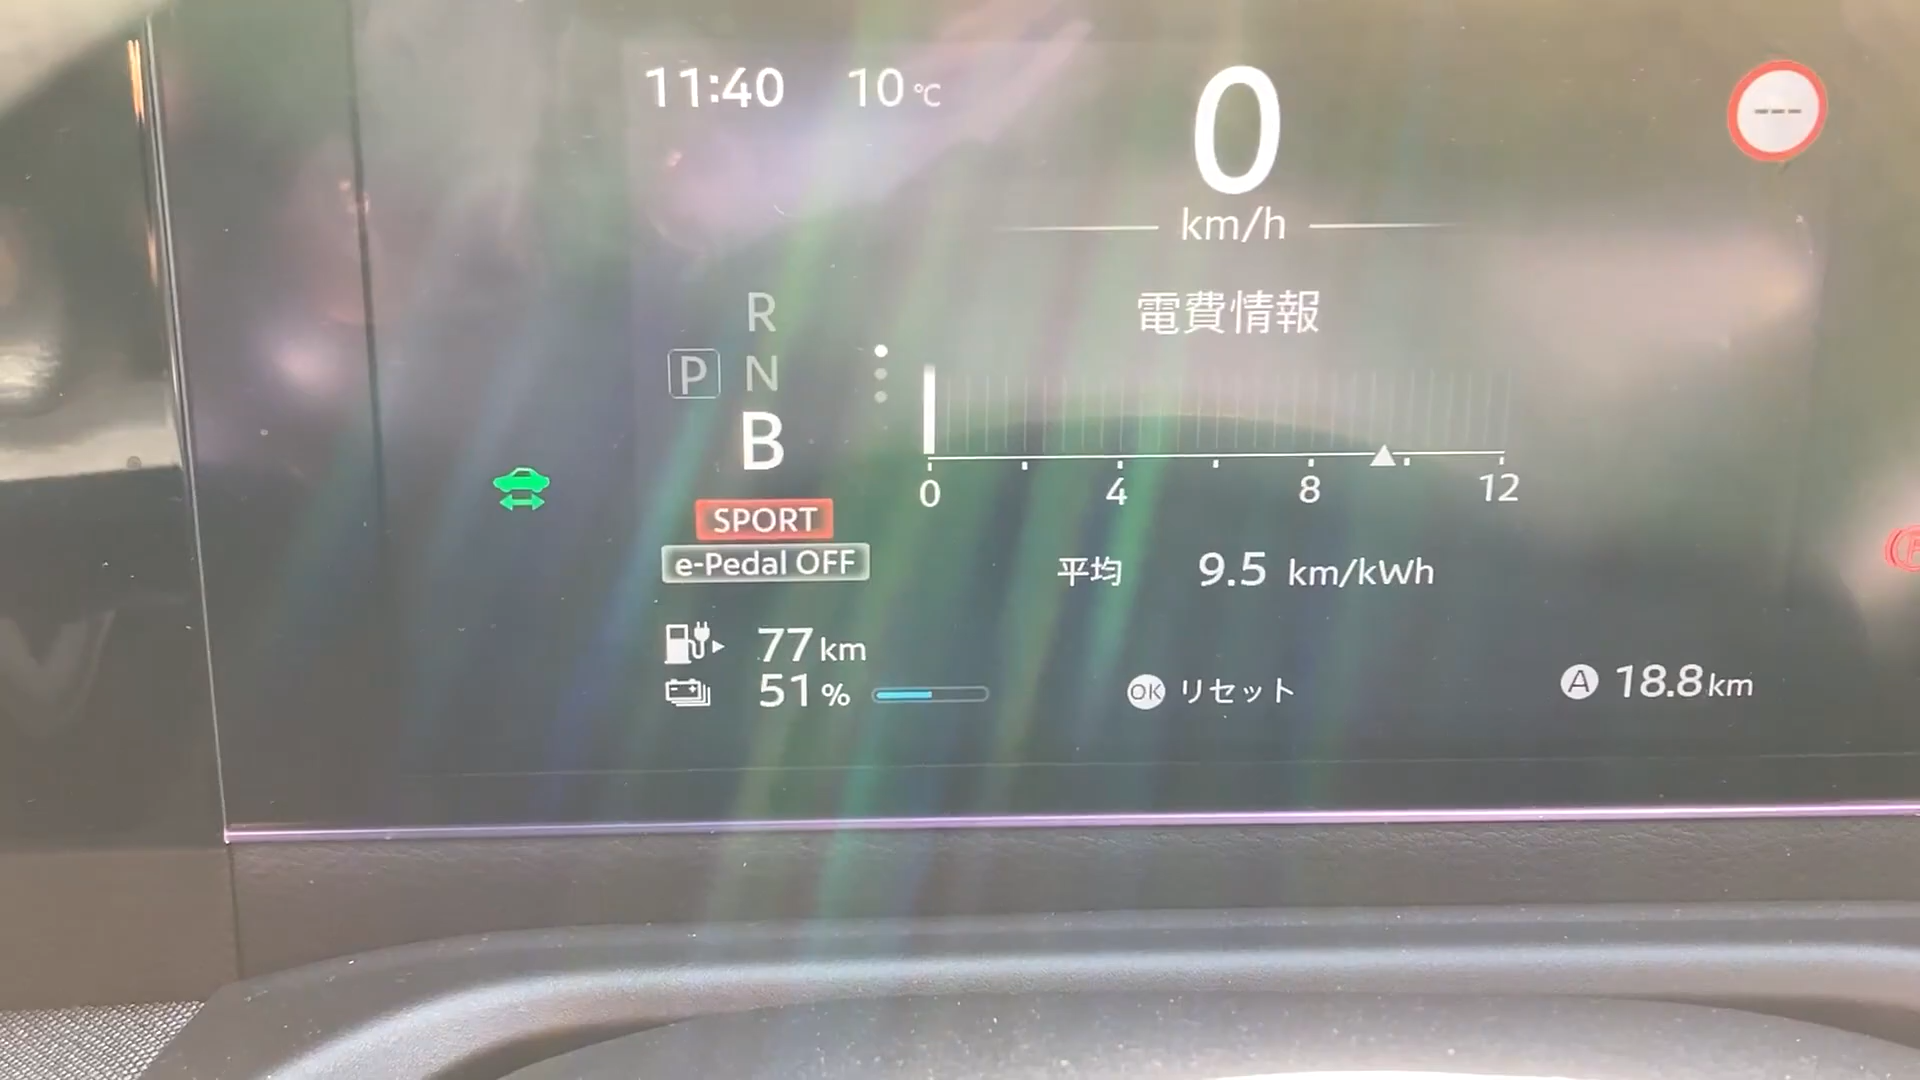 11:40 10 ℃
0
km/h
---
電費情報
R
P N
B
SPORT
e-Pedal OFF
0 4 8 12
平均 9.5 km/kWh
77 km
51 %
OK リセット
A 18.8 km